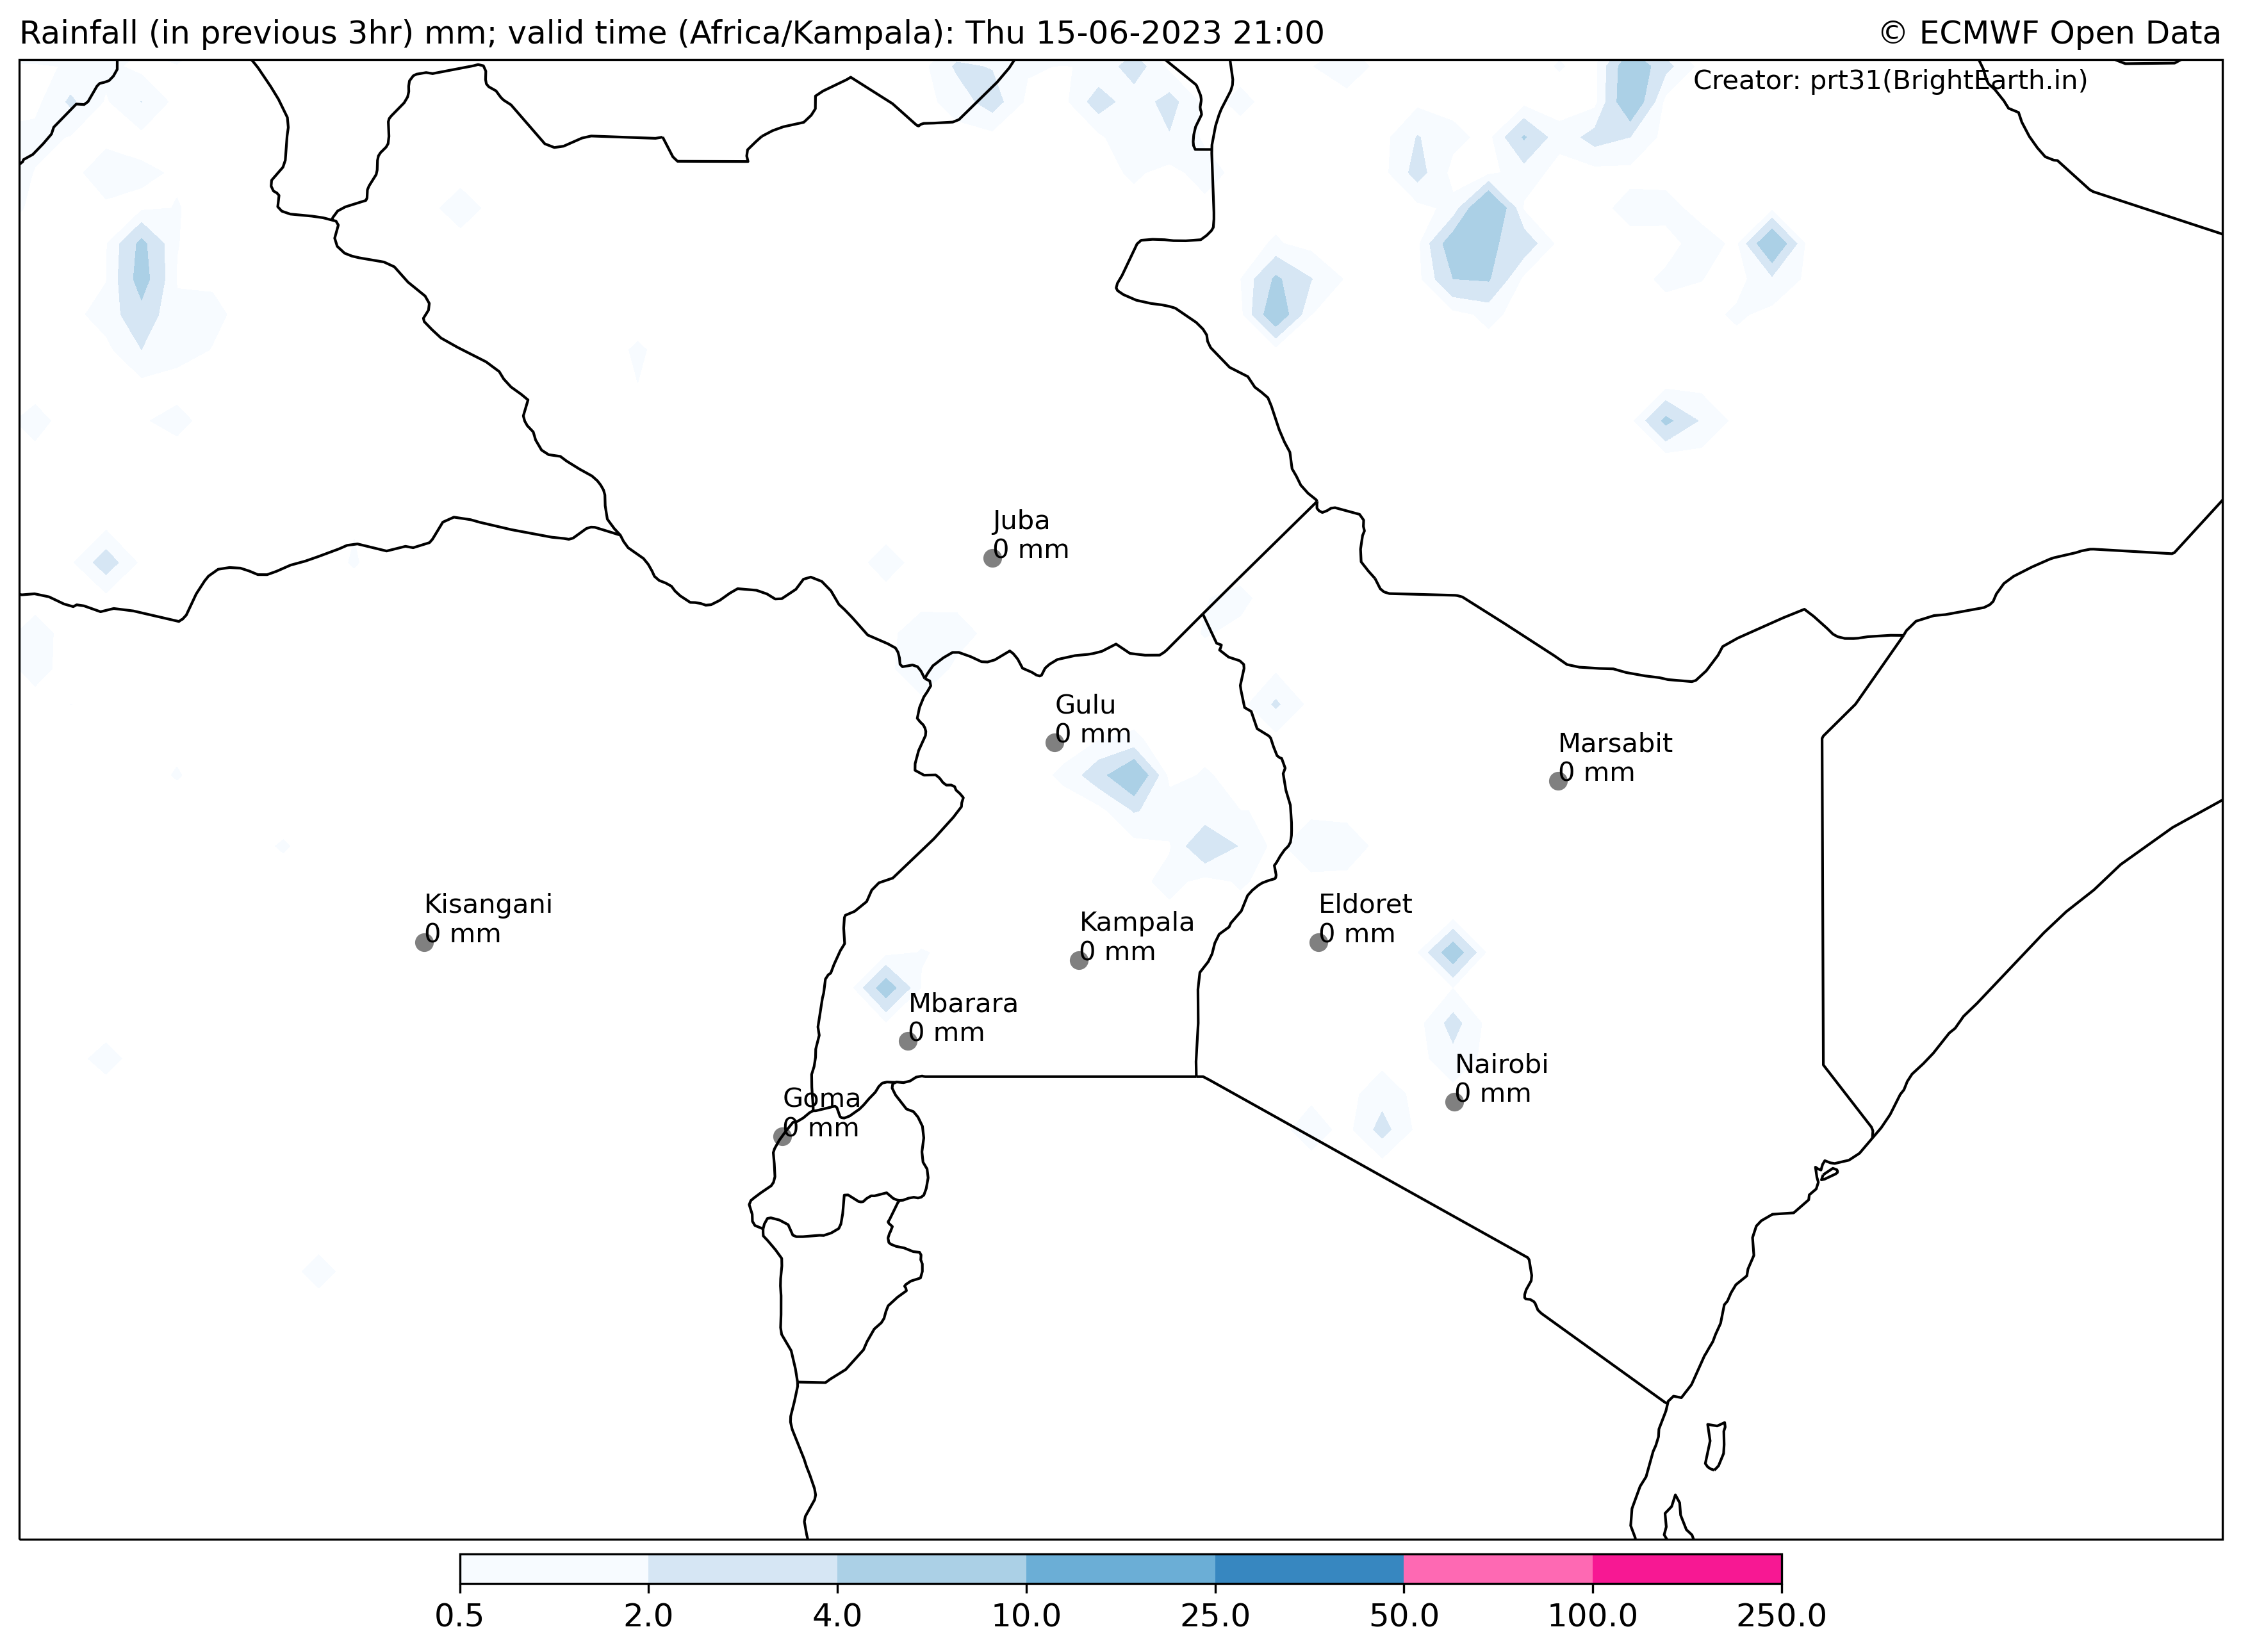 Rainfall (in previous 3hr) mm; valid time (Africa/Kampala): Thu 15-06-2023 21:00
© ECMWF Open Data
Creator: prt31(BrightEarth.in)
Juba
0 mm
Gulu
0 mm
Marsabit
0 mm
Kisangani
0 mm
Kampala
0 mm
Eldoret
0 mm
Mbarara
0 mm
Nairobi
0 mm
Goma
0 mm
0.5 2.0 4.0 10.0 25.0 50.0 100.0 250.0